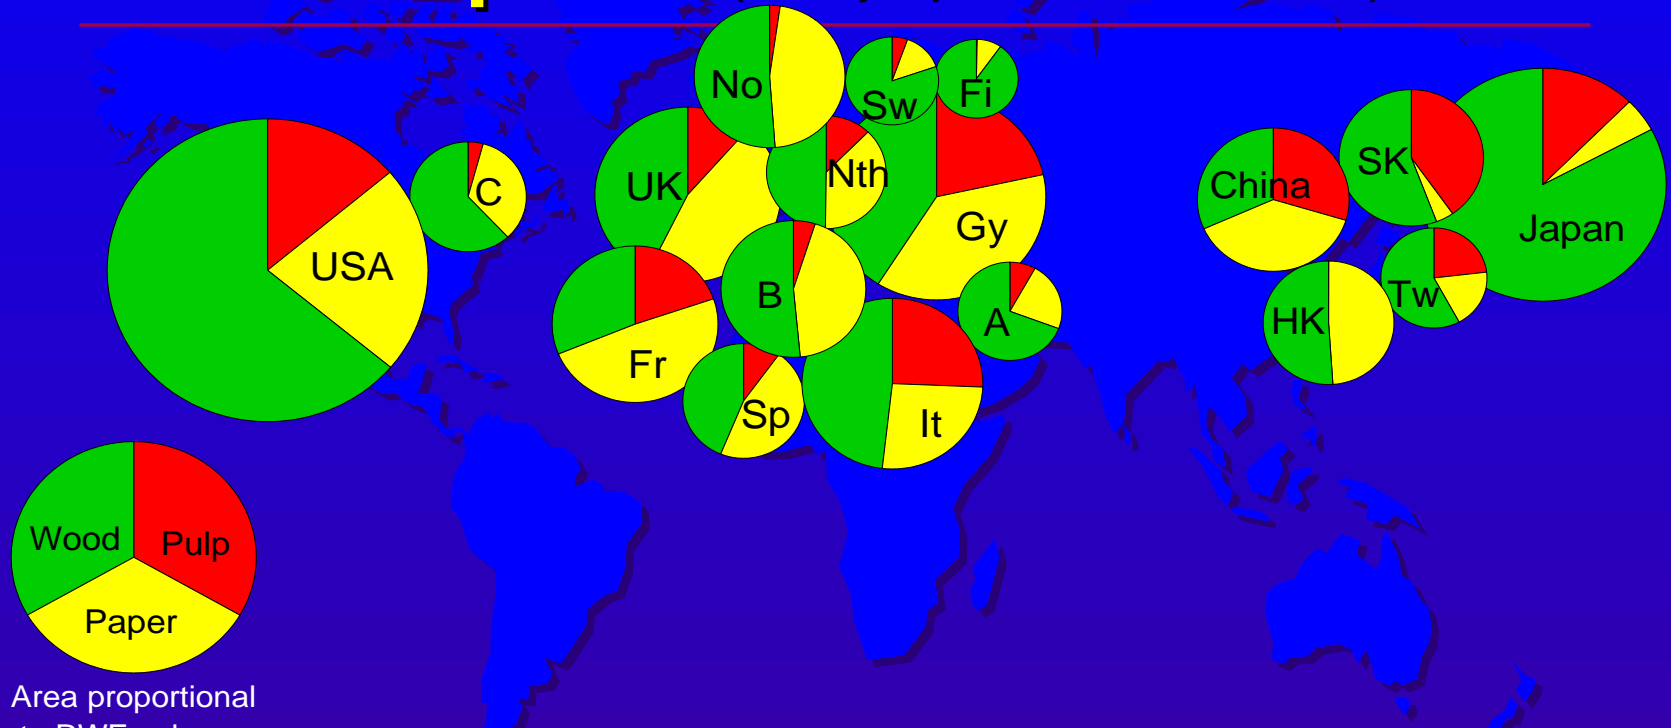 No
Sw
Fi
UK
Nth
Gy
C
USA
China
SK
Japan
B
A
HK
Tw
Fr
Sp
It
Wood
Pulp
Paper
Area proportional